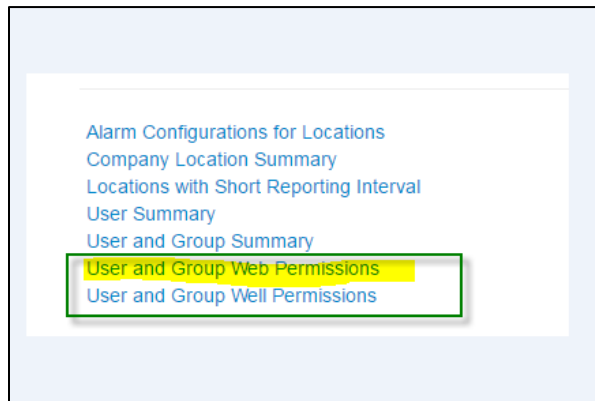 Alarm Configurations for Locations
Company Location Summary
Locations with Short Reporting Interval
User Summary
User and Group Summary
User and Group Web Permissions
User and Group Well Permissions